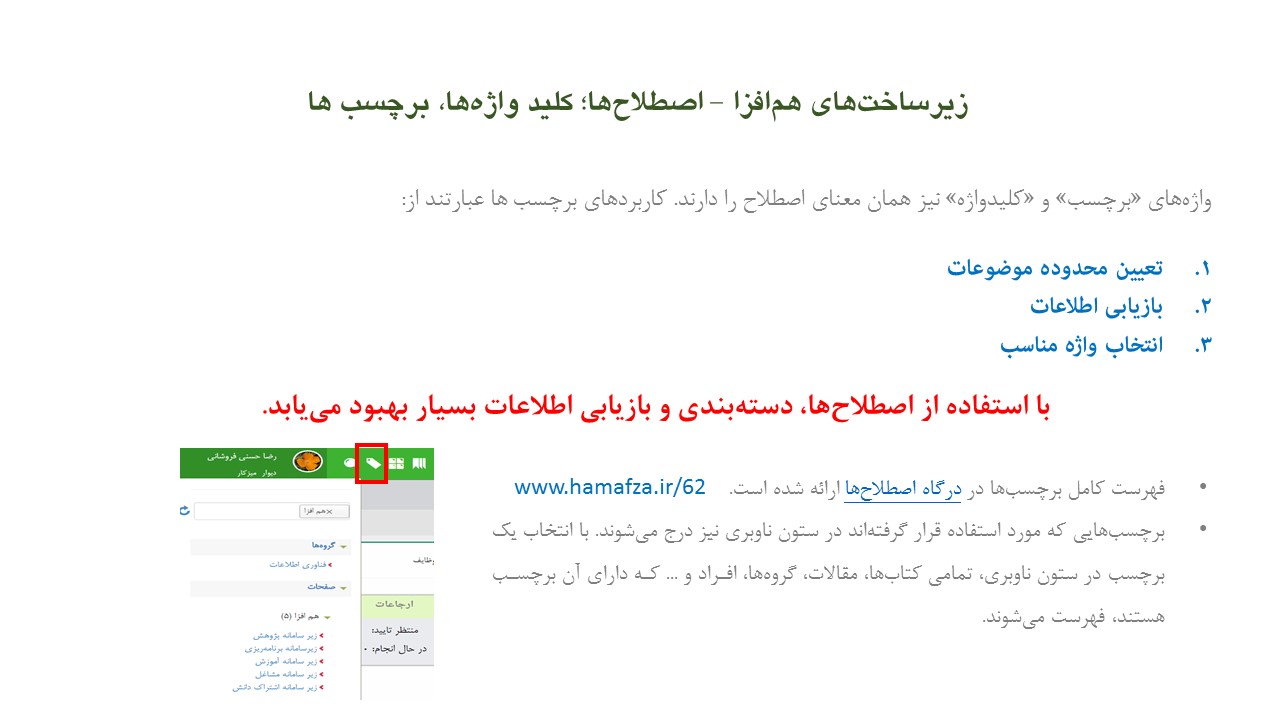 زیرساخت‌های هم‌افزا – اصطلاح‌ها؛ کلید واژه‌ها، برچسب ها
واژه‌های «برچسب» و «کلیدواژه» نیز همان معنای اصطلاح را دارند. کاربردهای برچسب ها عبارتند از:
۱. تعیین محدوده موضوعات
۲. بازیابی اطلاعات
۳. انتخاب واژه مناسب
با استفاده از اصطلاح‌ها، دسته‌بندی و بازیابی اطلاعات بسیار بهبود می‌یابد.
• فهرست کامل برچسب‌ها در درگاه اصطلاح‌ها ارائه شده است. www.hamafza.ir/62
• برچسب‌هایی که مورد استفاده قرار گرفته‌اند در ستون ناوبری نیز درج می‌شوند. با انتخاب یک
برچسب در ستون ناوبری، تمامی کتاب‌ها، مقالات، گروه‌ها، افراد و ... که دارای آن برچسب
هستند، فهرست می‌شوند.
رضا حسنی فروشانی
دیوار میزکار
×هم افزا
گروه‌ها
فناوری اطلاعات
صفحات
هم افزا (۵)
زیر سامانه پژوهش
زیرسامانه برنامه‌ریزی
زیر سامانه آموزش
زیر سامانه مشاغل
زیر سامانه اشتراک دانش
وظایف
ارجاعات
منتظر تایید:
در حال انجام: ۰